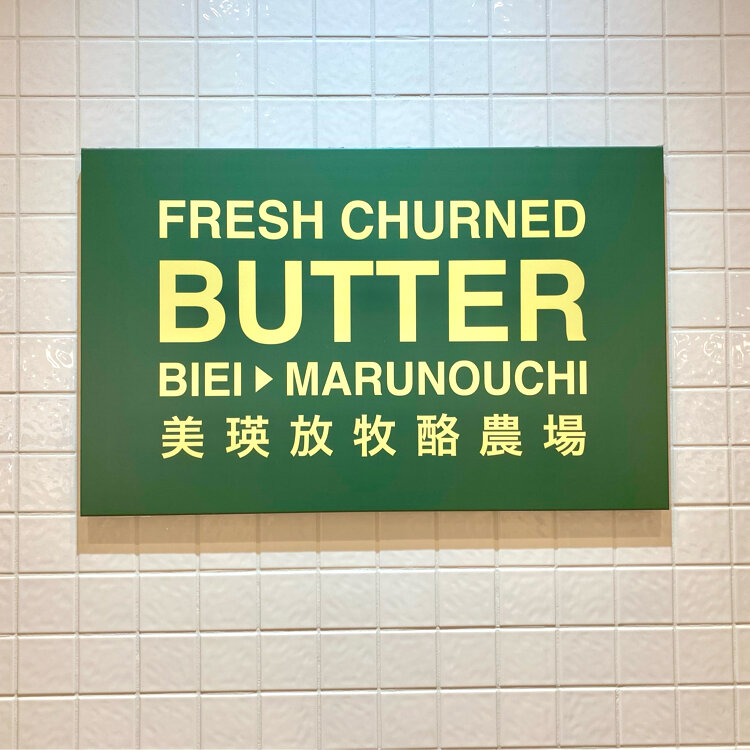 FRESH CHURNED
BUTTER
BIEI▶MARUNOUCHI
美瑛放牧酪農場